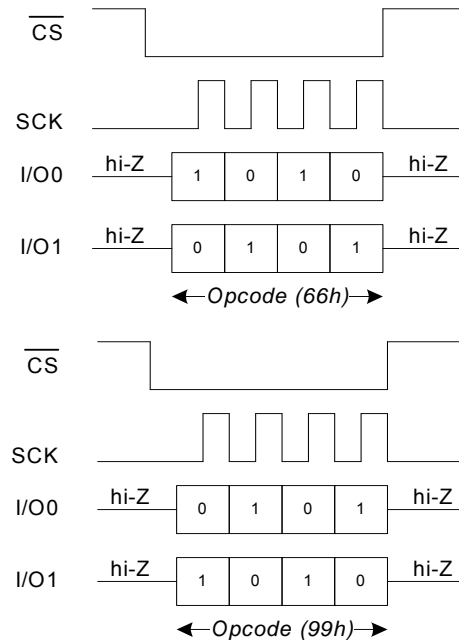 CS
SCK
I/O0 hi-Z 1 0 1 0 hi-Z
I/O1 hi-Z 0 1 0 1 hi-Z
Opcode (66h)
CS
SCK
I/O0 hi-Z 0 1 0 1 hi-Z
I/O1 hi-Z 1 0 1 0 hi-Z
Opcode (99h)